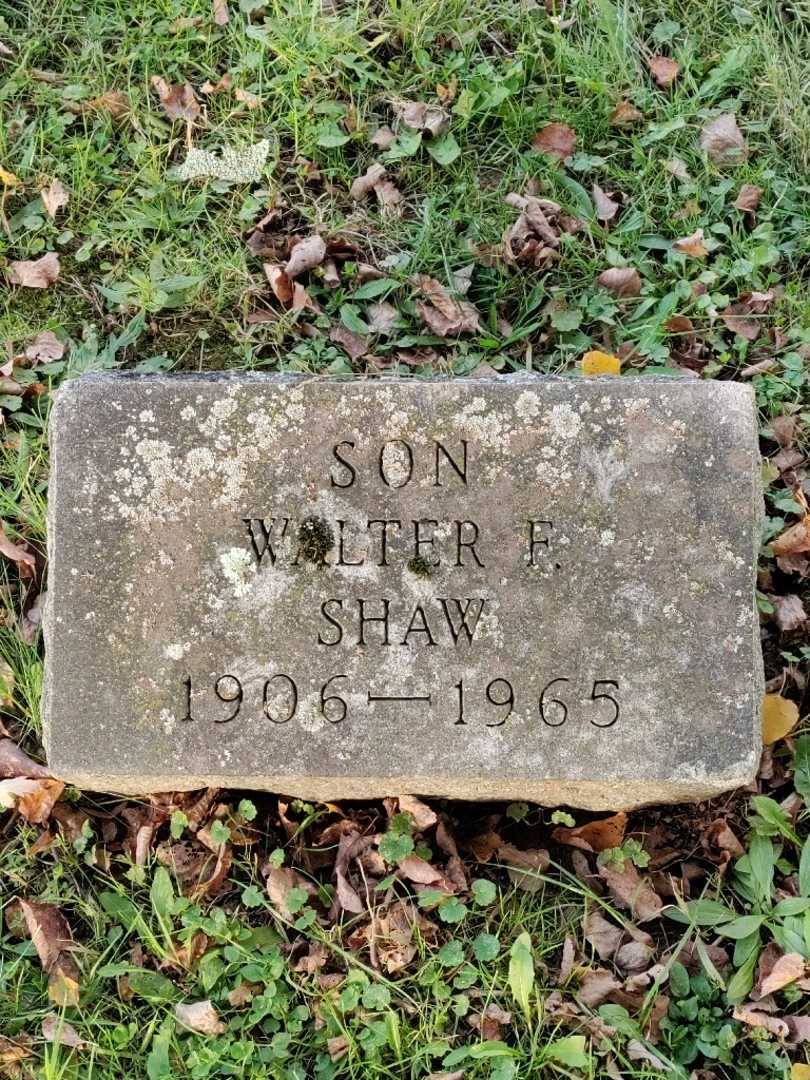 SON
WALTER F.
SHAW
1906—1965